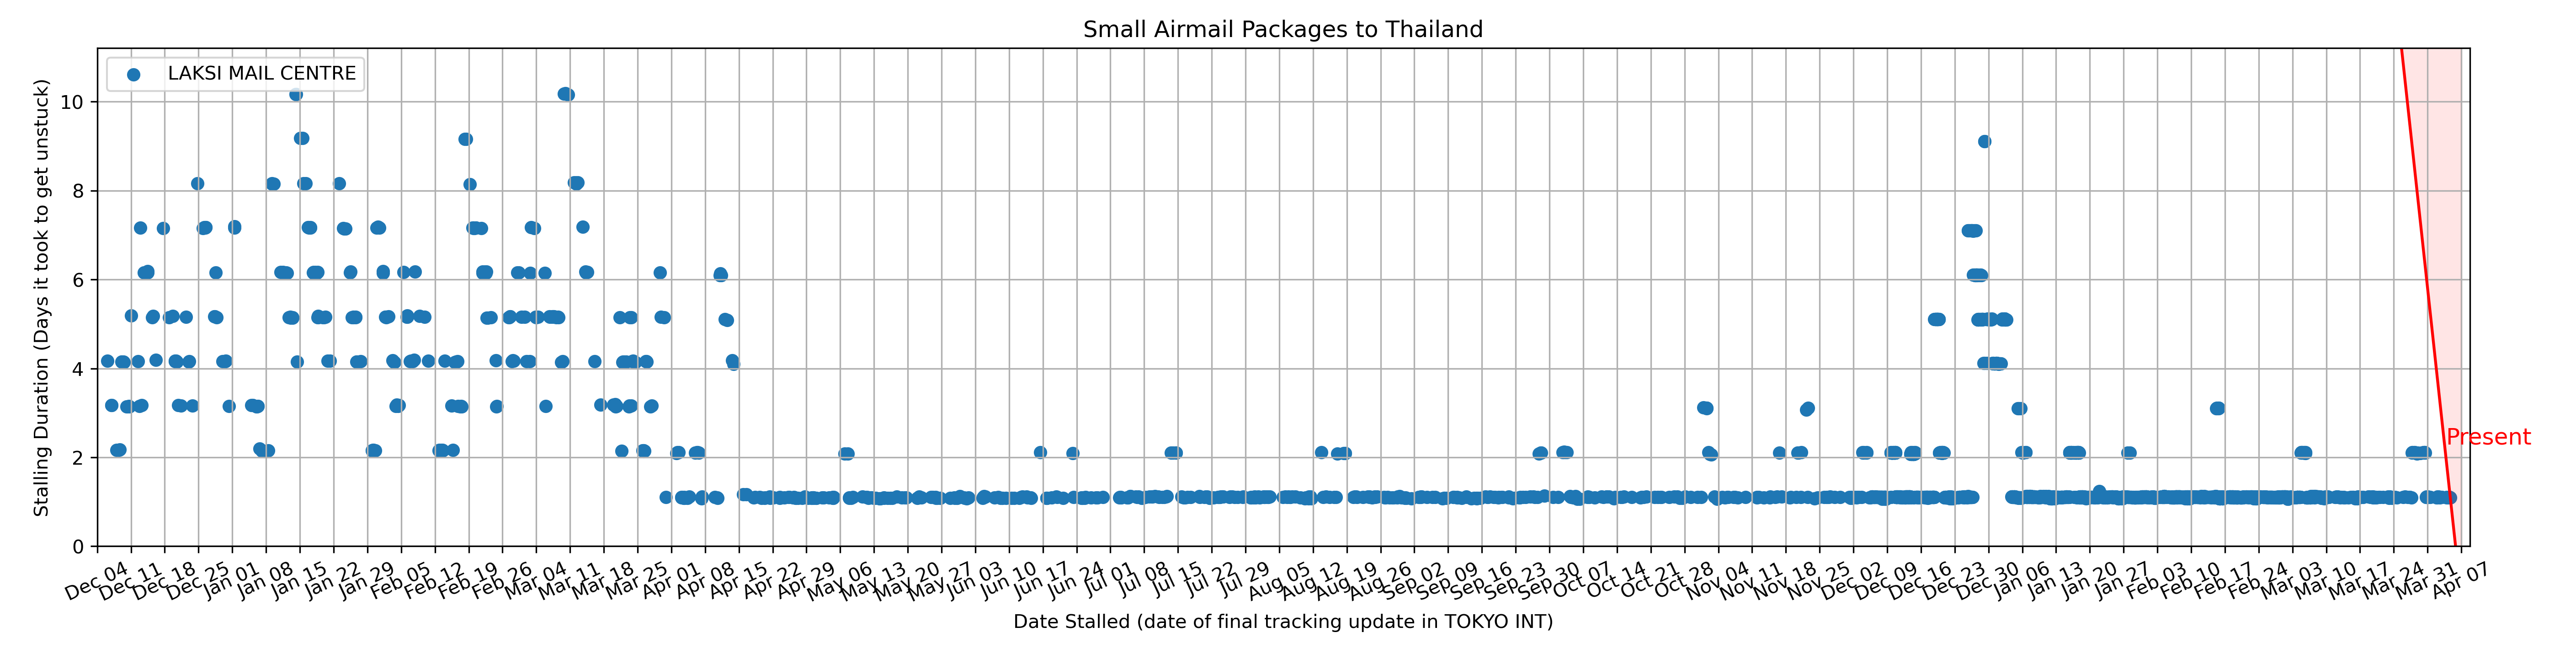 Small Airmail Packages to Thailand
LAKSI MAIL CENTRE
Stalling Duration (Days it took to get unstuck)
10
8
6
4
2
0
Present
Dec 04 Dec 11 Dec 18 Dec 25 Jan 01 Jan 08 Jan 15 Jan 22 Jan 29 Feb 05 Feb 12 Feb 19 Feb 26 Mar 04 Mar 11 Mar 18 Mar 25 Apr 01 Apr 08 Apr 15 Apr 22 Apr 29 May 06 May 13 May 20 May 27 Jun 03 Jun 10 Jun 17 Jun 24 Jul 01 Jul 08 Jul 15 Jul 22 Jul 29 Aug 05 Aug 12 Aug 19 Aug 26 Sep 02 Sep 09 Sep 16 Sep 23 Sep 30 Oct 07 Oct 14 Oct 21 Oct 28 Nov 04 Nov 11 Nov 18 Nov 25 Dec 02 Dec 09 Dec 16 Dec 23 Dec 30 Jan 06 Jan 13 Jan 20 Jan 27 Feb 03 Feb 10 Feb 17 Feb 24 Mar 03 Mar 10 Mar 17 Mar 24 Mar 31 Apr 07
Date Stalled (date of final tracking update in TOKYO INT)